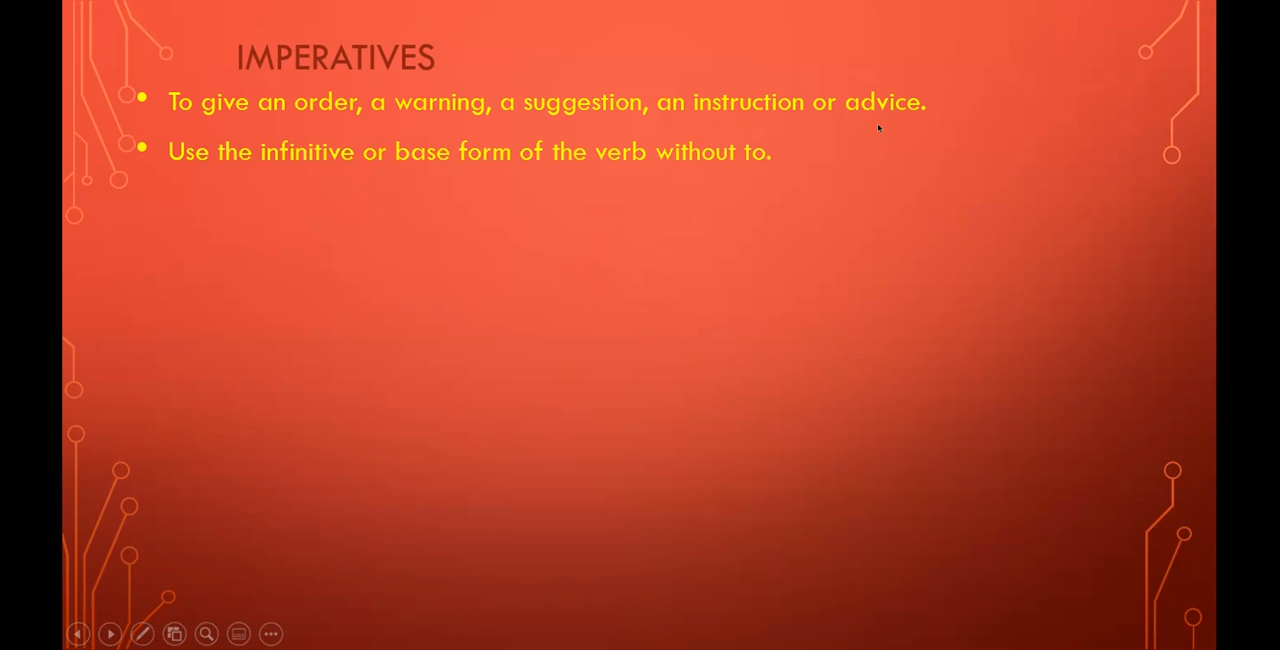 IMPERATIVES
• To give an order, a warning, a suggestion, an instruction or advice.
• Use the infinitive or base form of the verb without to.